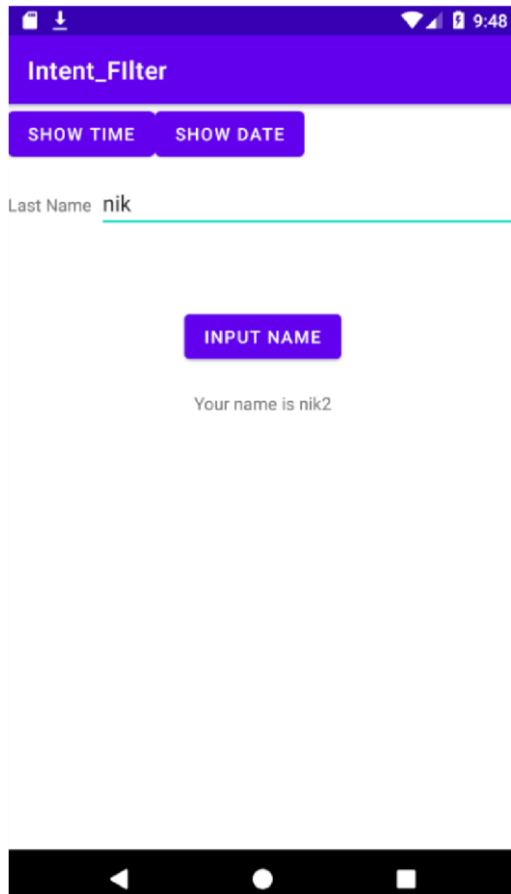 9:48
Intent_FIlter
SHOW TIME SHOW DATE
Last Name nik
INPUT NAME
Your name is nik2